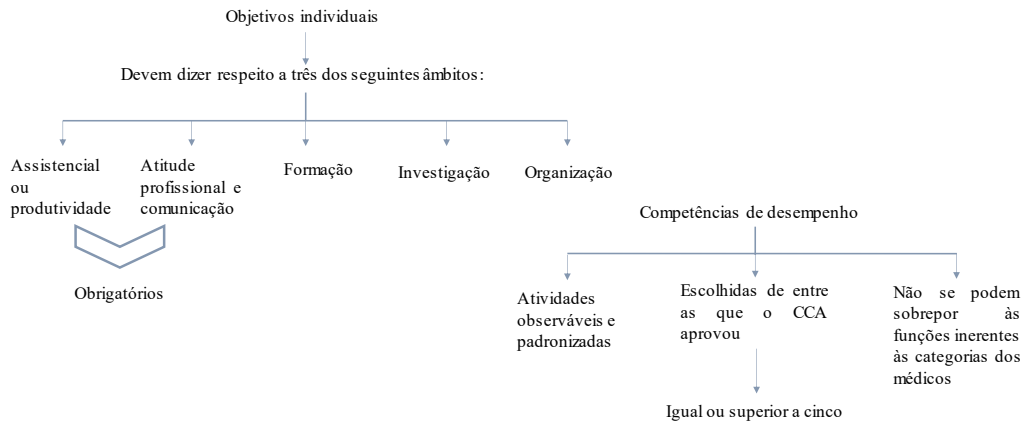 Objetivos individuais
Devem dizer respeito a três dos seguintes âmbitos:
Assistencial
ou
produtividade
Atitude
profissional e
comunicação
Formação
Investigação
Organização
Obrigatórios
Competências de desempenho
Atividades
observáveis e
padronizadas
Escolhidas de entre
as que o CCA
aprovou
Não se podem
sobrepor às
funções inerentes
às categorias dos
médicos
Igual ou superior a cinco